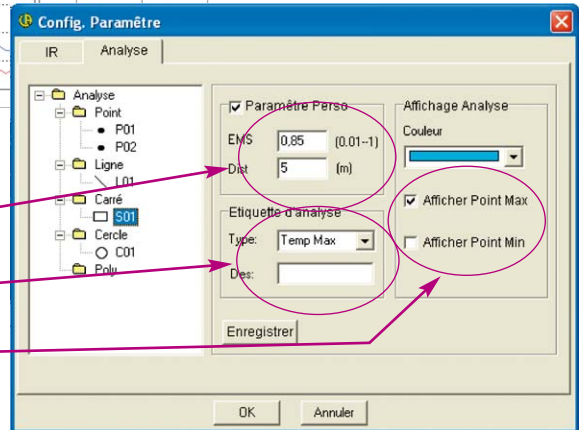 Config. Paramêtre
IR
Analyse
Analyse
Point
P01
P02
Ligne
L01
Carré
S01
Cercle
C01
Poly
Paramêtre Perso
EMS 0,85 (0.01--1)
Dist 5 (m)
Etiquette d'analyse
Type: Temp Max
Des:
Enregistrer
Affichage Analyse
Couleur
Afficher Point Max
Afficher Point Min
OK
Annuler